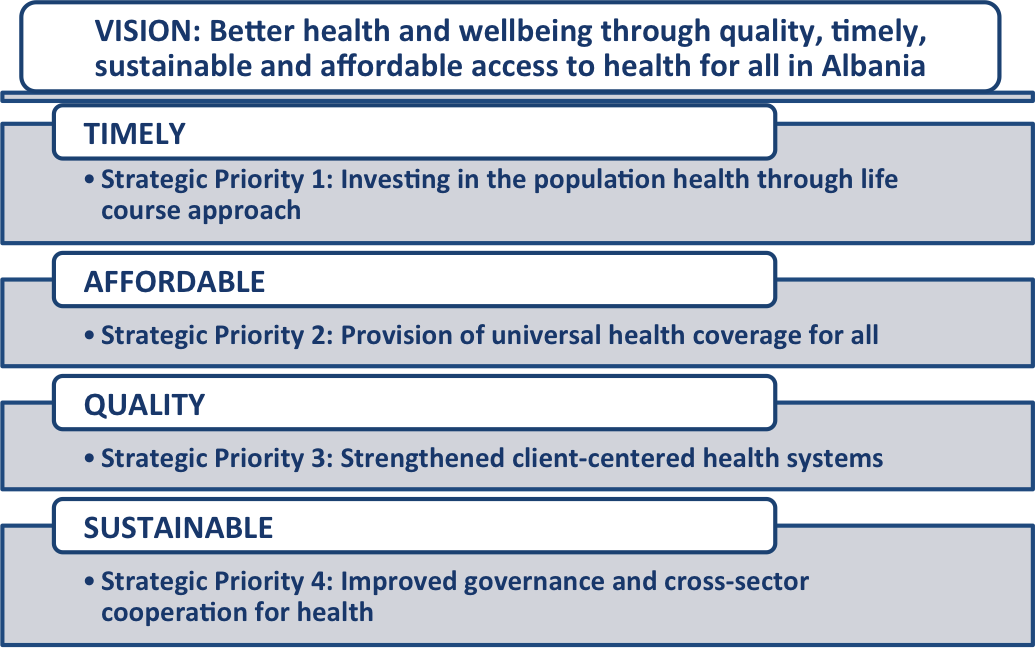 VISION: Better health and wellbeing through quality, timely,
sustainable and affordable access to health for all in Albania
TIMELY
• Strategic Priority 1: Investing in the population health through life
course approach
AFFORDABLE
• Strategic Priority 2: Provision of universal health coverage for all
QUALITY
• Strategic Priority 3: Strengthened client-centered health systems
SUSTAINABLE
• Strategic Priority 4: Improved governance and cross-sector
cooperation for health